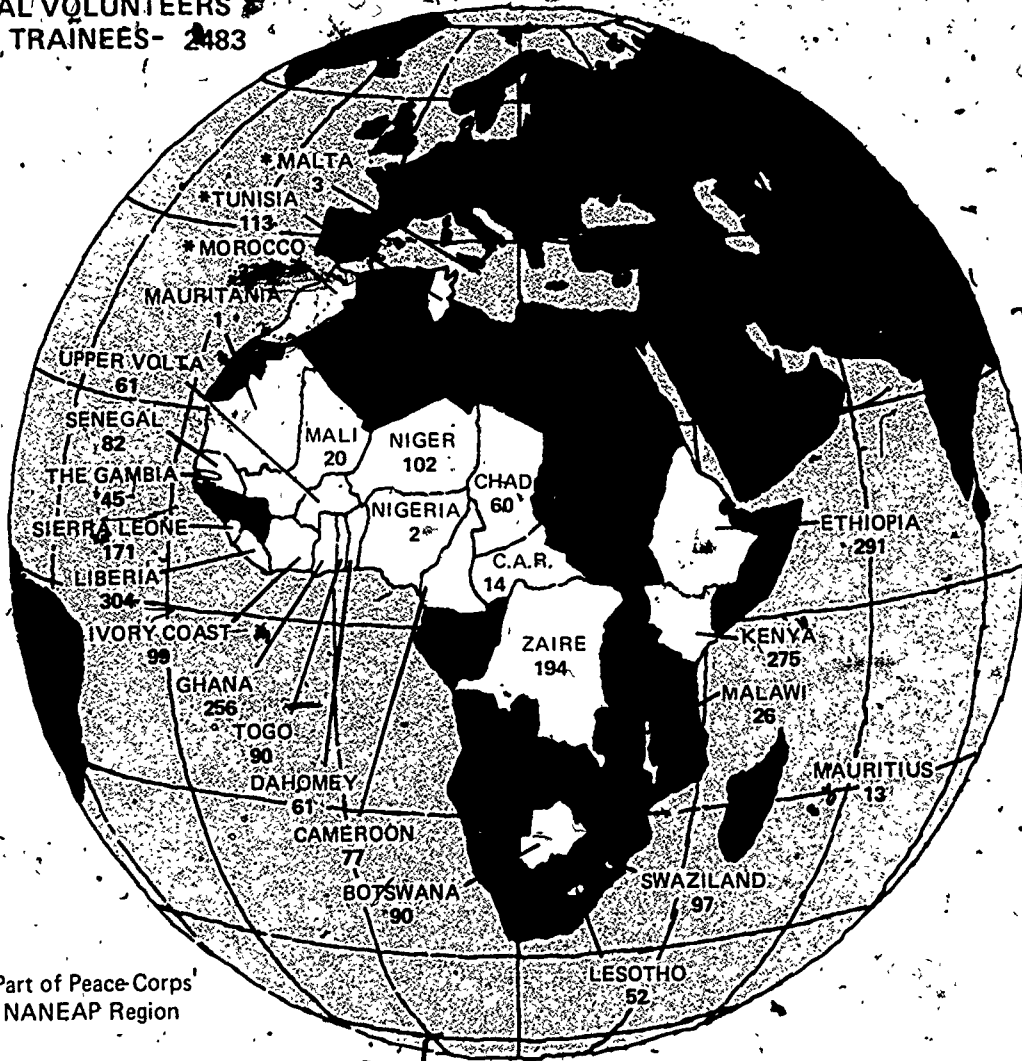 AL VOLUNTEERS &
TRAINEES- 2483
*MALTA
3
*TUNISIA
113
*MOROCCO
MAURITANIA
1
UPPER VOLTA
61
SENEGAL
82
THE GAMBIA
45
SIERRA LEONE
171
LIBERIA
304
IVORY COAST
99
GHANA
256
TOGO
90
DAHOMEY
61
CAMEROON
77
BOTSWANA
90
MALI
20
NIGER
102
CHAD
60
NIGERIA
2
C.A.R.
14
ZAIRE
194
ETHIOPIA
291
KENYA
275
MALAWI
26
MAURITIUS
13
SWAZILAND
97
LESOTHO
52
Part of Peace Corps'
NANEAP Region